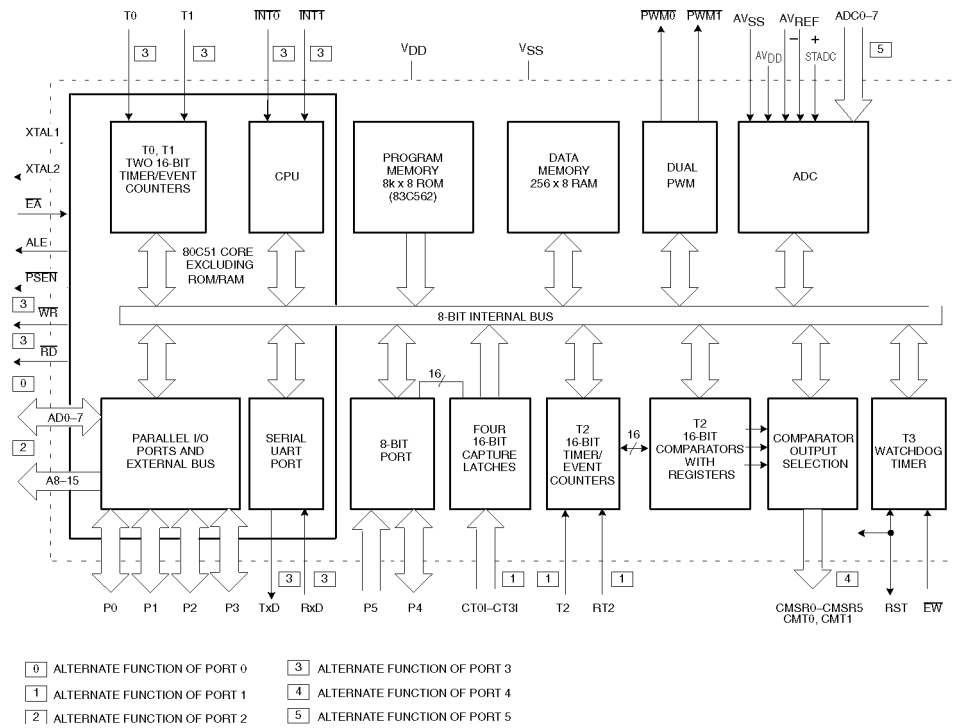 T0 T1 INT0 INT1 PWM0 PWM1 AVSS AVREF ADC0–7
3 3 VDD VSS – + 5
AVDD STADC
XTAL1
XTAL2
EA
ALE
PSEN
3 WR
3 RD
0
AD0–7
2
A8–15
T0, T1
TWO 16-BIT
TIMER/EVENT
COUNTERS
CPU
PROGRAM
MEMORY
8k x 8 ROM
(83C562)
DATA
MEMORY
256 x 8 RAM
DUAL
PWM
ADC
80C51 CORE
EXCLUDING
ROM/RAM
8-BIT INTERNAL BUS
PARALLEL I/O
PORTS AND
EXTERNAL BUS
SERIAL
UART
PORT
8-BIT
PORT
16
FOUR
16-BIT
CAPTURE
LATCHES
T2
16-BIT
TIMER/
EVENT
COUNTERS
16
T2
16-BIT
COMPARATORS
WITH
REGISTERS
COMPARATOR
OUTPUT
SELECTION
T3
WATCHDOG
TIMER
3 3 1 1 1 4
P0 P1 P2 P3 TxD RxD P5 P4 CT0I–CT3I T2 RT2 CMSR0–CMSR5 RST EW
CMT0, CMT1
0 ALTERNATE FUNCTION OF PORT 0
1 ALTERNATE FUNCTION OF PORT 1
2 ALTERNATE FUNCTION OF PORT 2
3 ALTERNATE FUNCTION OF PORT 3
4 ALTERNATE FUNCTION OF PORT 4
5 ALTERNATE FUNCTION OF PORT 5